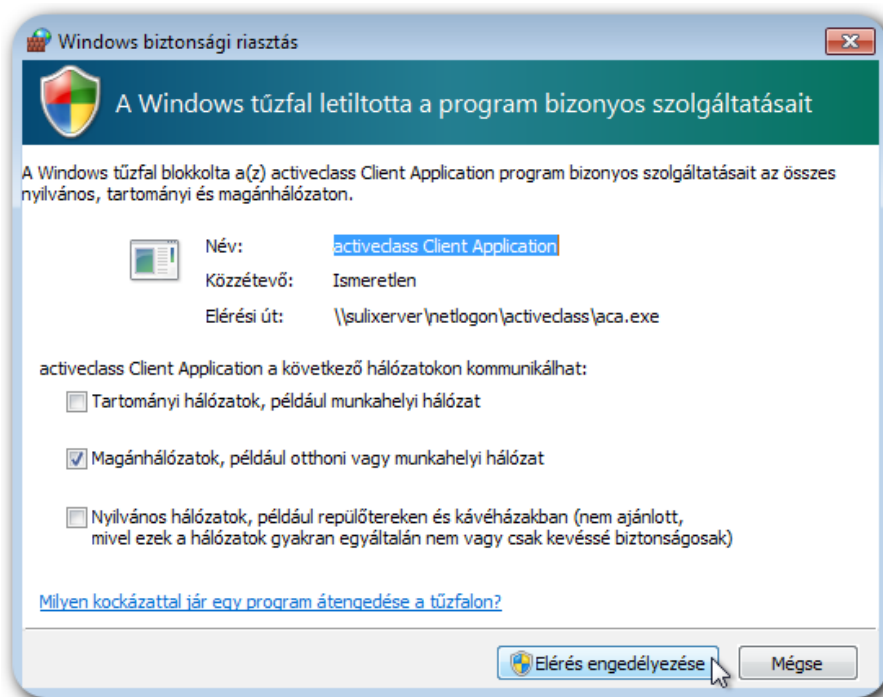 Windows biztonsági riasztás
A Windows tűzfal letiltotta a program bizonyos szolgáltatásait
A Windows tűzfal blokkolta a(z) activeclass Client Application program bizonyos szolgáltatásait az összes
nyilvános, tartományi és magánhálózaton.
Név: activeclass Client Application
Közzétevő: Ismeretlen
Elérési út: \\sulixerver\netlogon\activeclass\aca.exe
activeclass Client Application a következő hálózatokon kommunikálhat:
Tartományi hálózatok, például munkahelyi hálózat
Magánhálózatok, például otthoni vagy munkahelyi hálózat
Nyilvános hálózatok, például repülőtereken és kávéházakban (nem ajánlott,
mivel ezek a hálózatok gyakran egyáltalán nem vagy csak kevéssé biztonságosak)
Milyen kockázattal jár egy program átengedése a tűzfalon?
Elérés engedélyezése Mégse